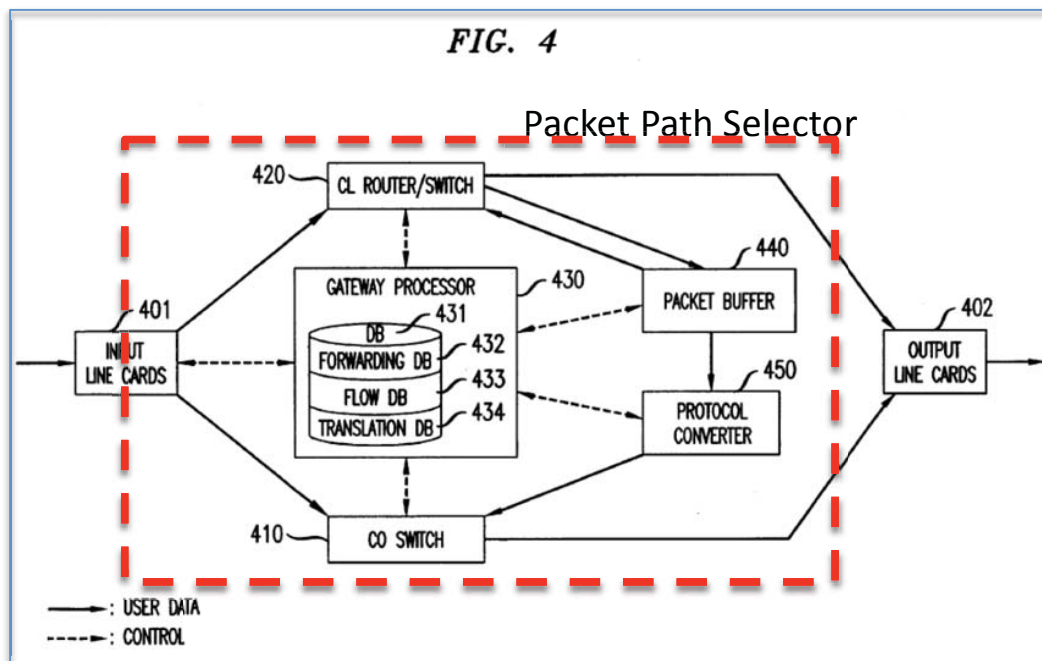 FIG. 4
Packet Path Selector
420
CL ROUTER/SWITCH
440
PACKET BUFFER
GATEWAY PROCESSOR
430
401
INPUT
LINE CARDS
431
DB
432
FORWARDING DB
433
FLOW DB
434
TRANSLATION DB
402
OUTPUT
LINE CARDS
450
PROTOCOL
CONVERTER
410
CO SWITCH
: USER DATA
: CONTROL